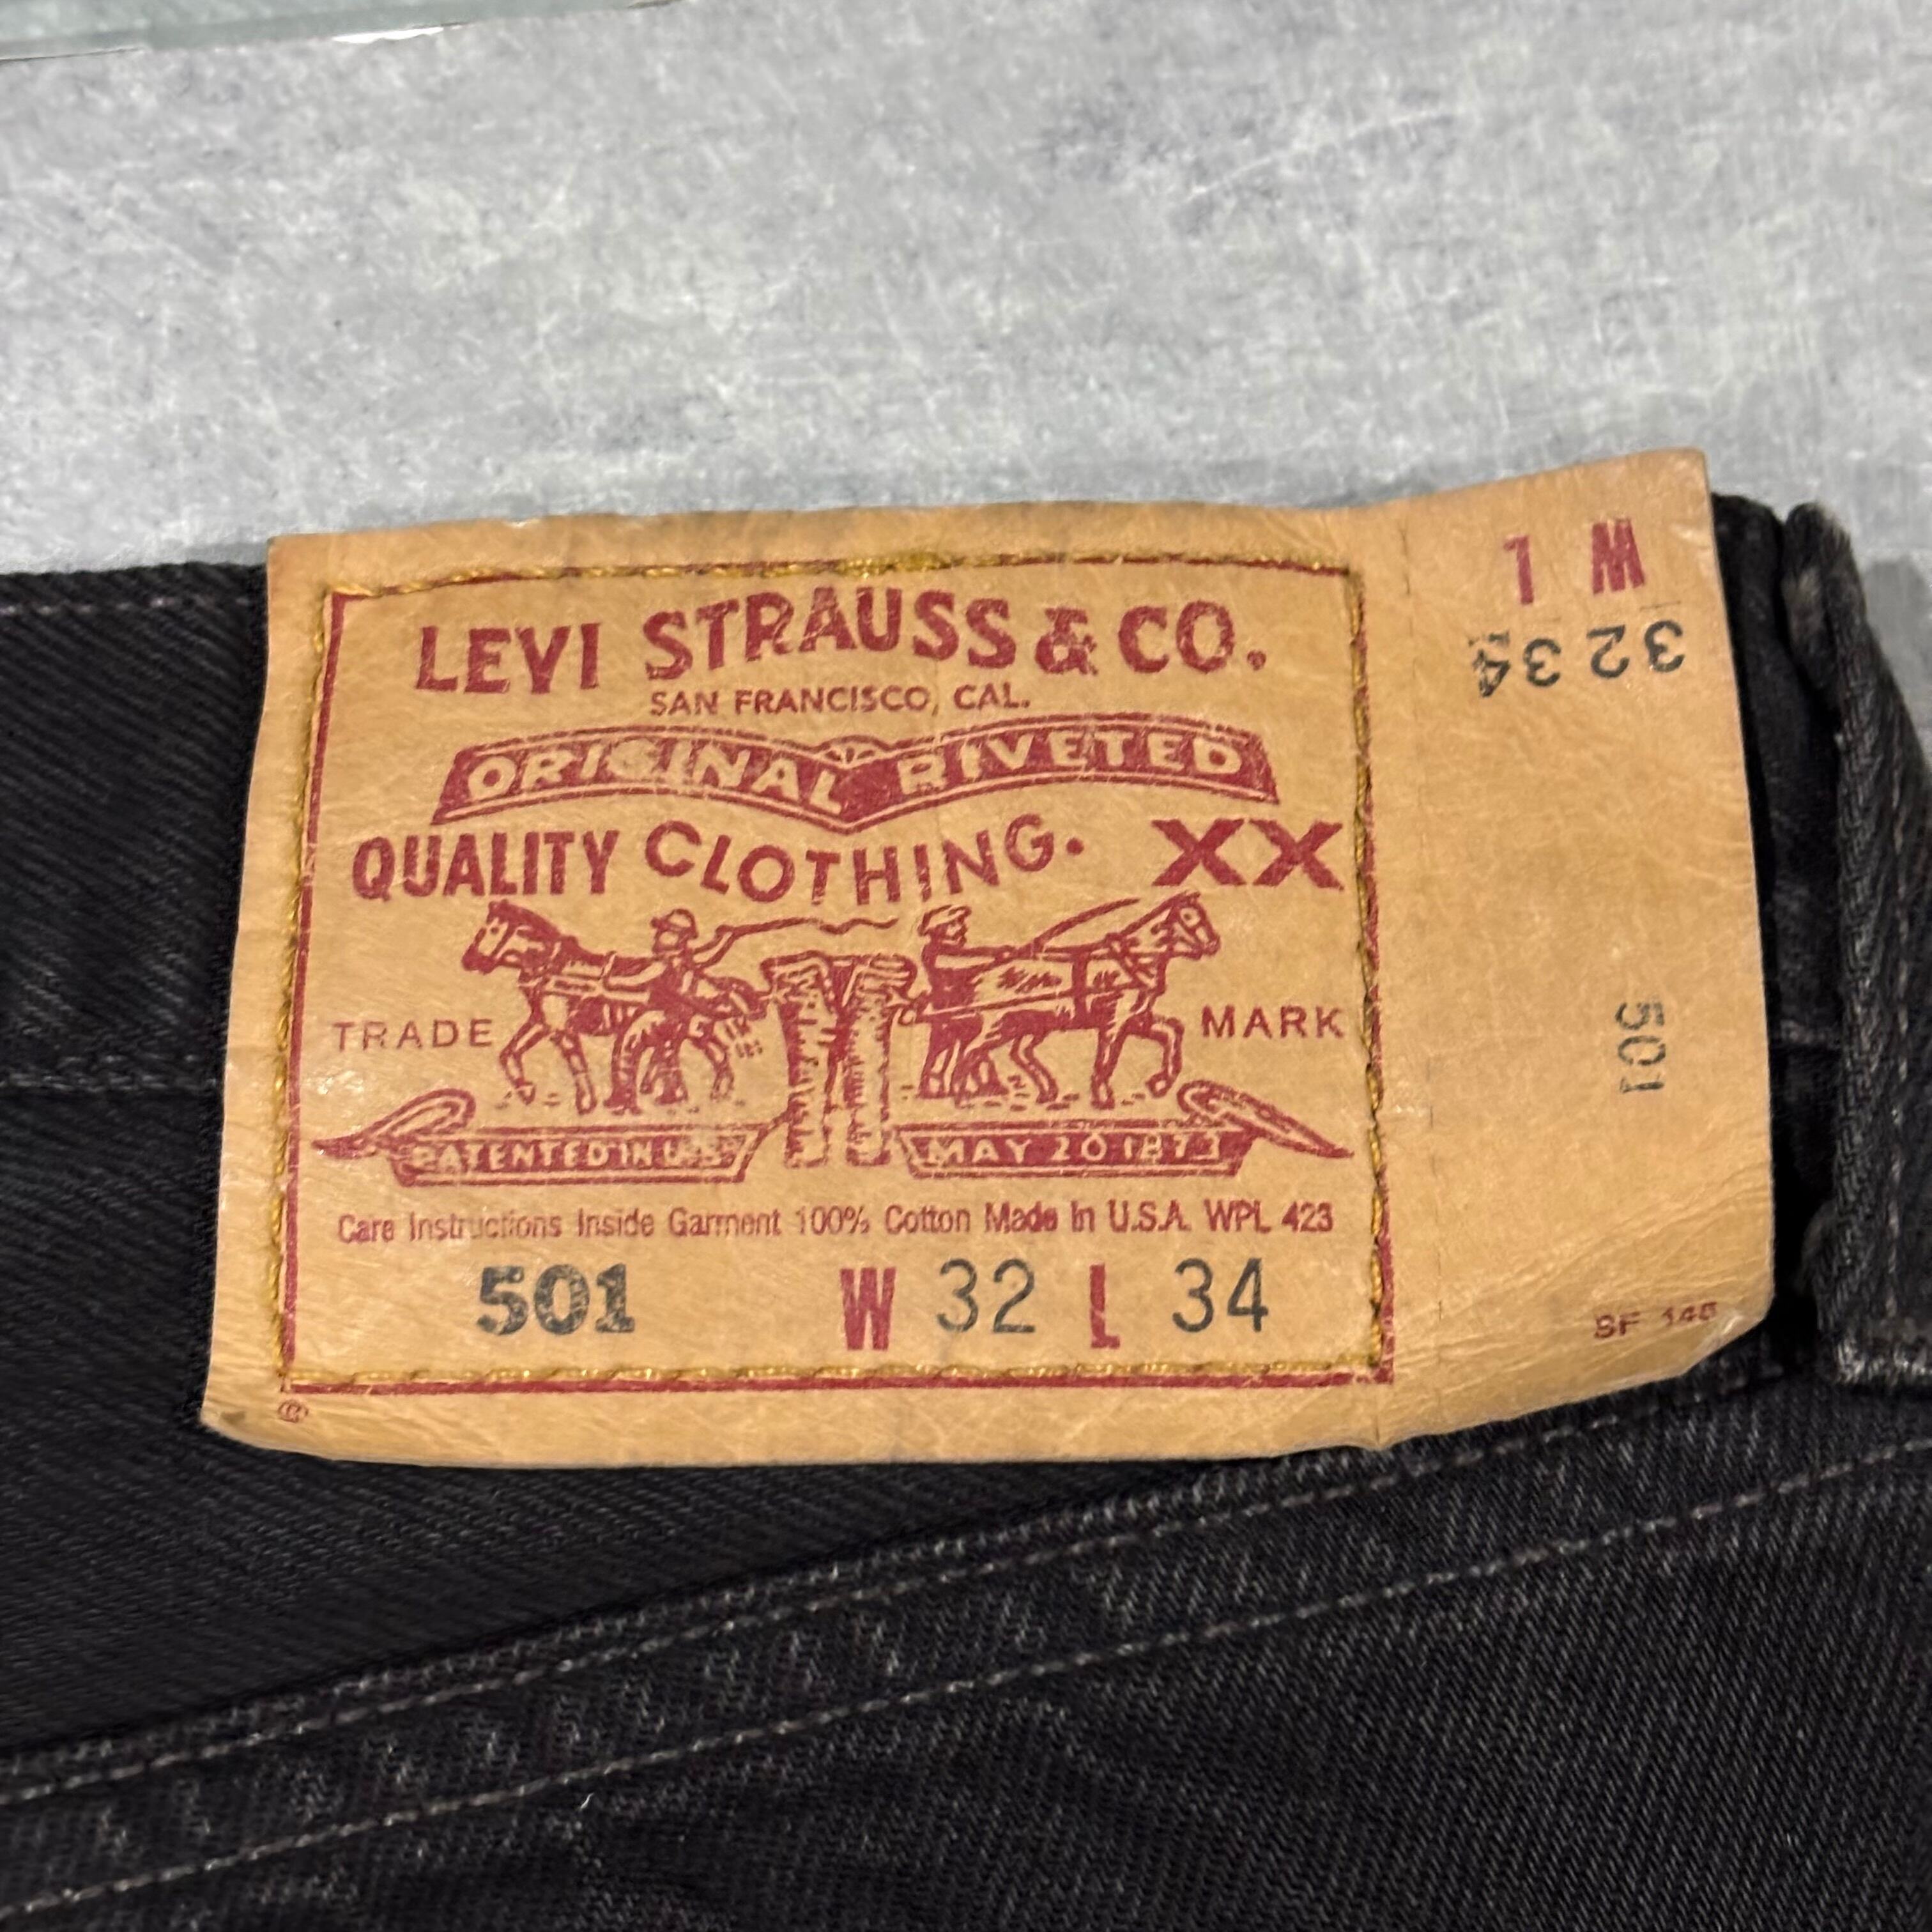 LEVI STRAUSS & CO.
SAN FRANCISCO, CAL.
ORIGINAL RIVETED
QUALITY CLOTHING. XX
TRADE MARK
PATENTED IN U.S. MAY 20 1873
Care Instructions Inside Garment 100% Cotton Made In U.S.A. WPL 423
501 W 32 L 34
®
W L
32 34
501
SF